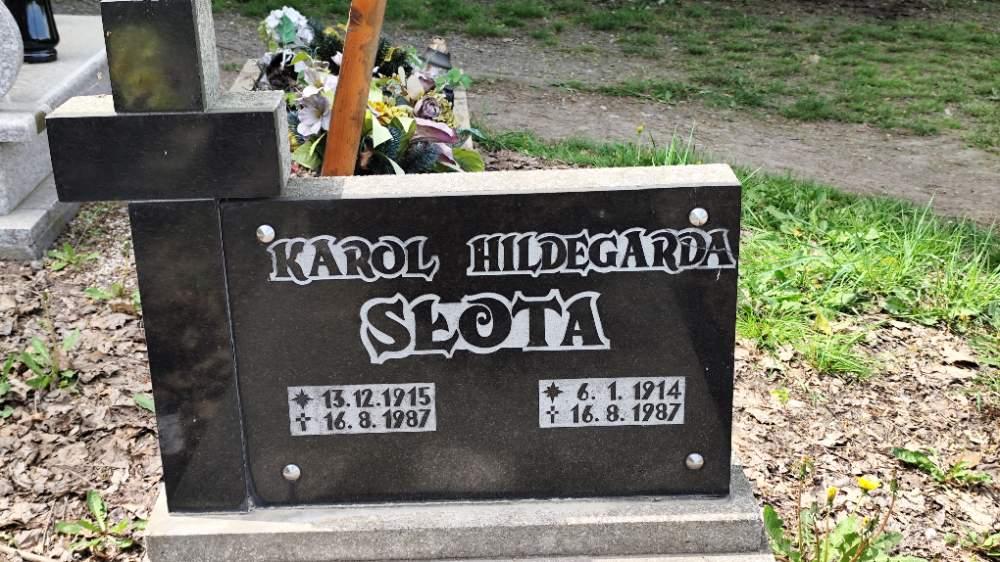 KAROL HILDEGARDA
SŁOTA
✴ 13.12.1915 ✴ 6. 1. 1914
✝ 16. 8. 1987 ✝ 16. 8. 1987